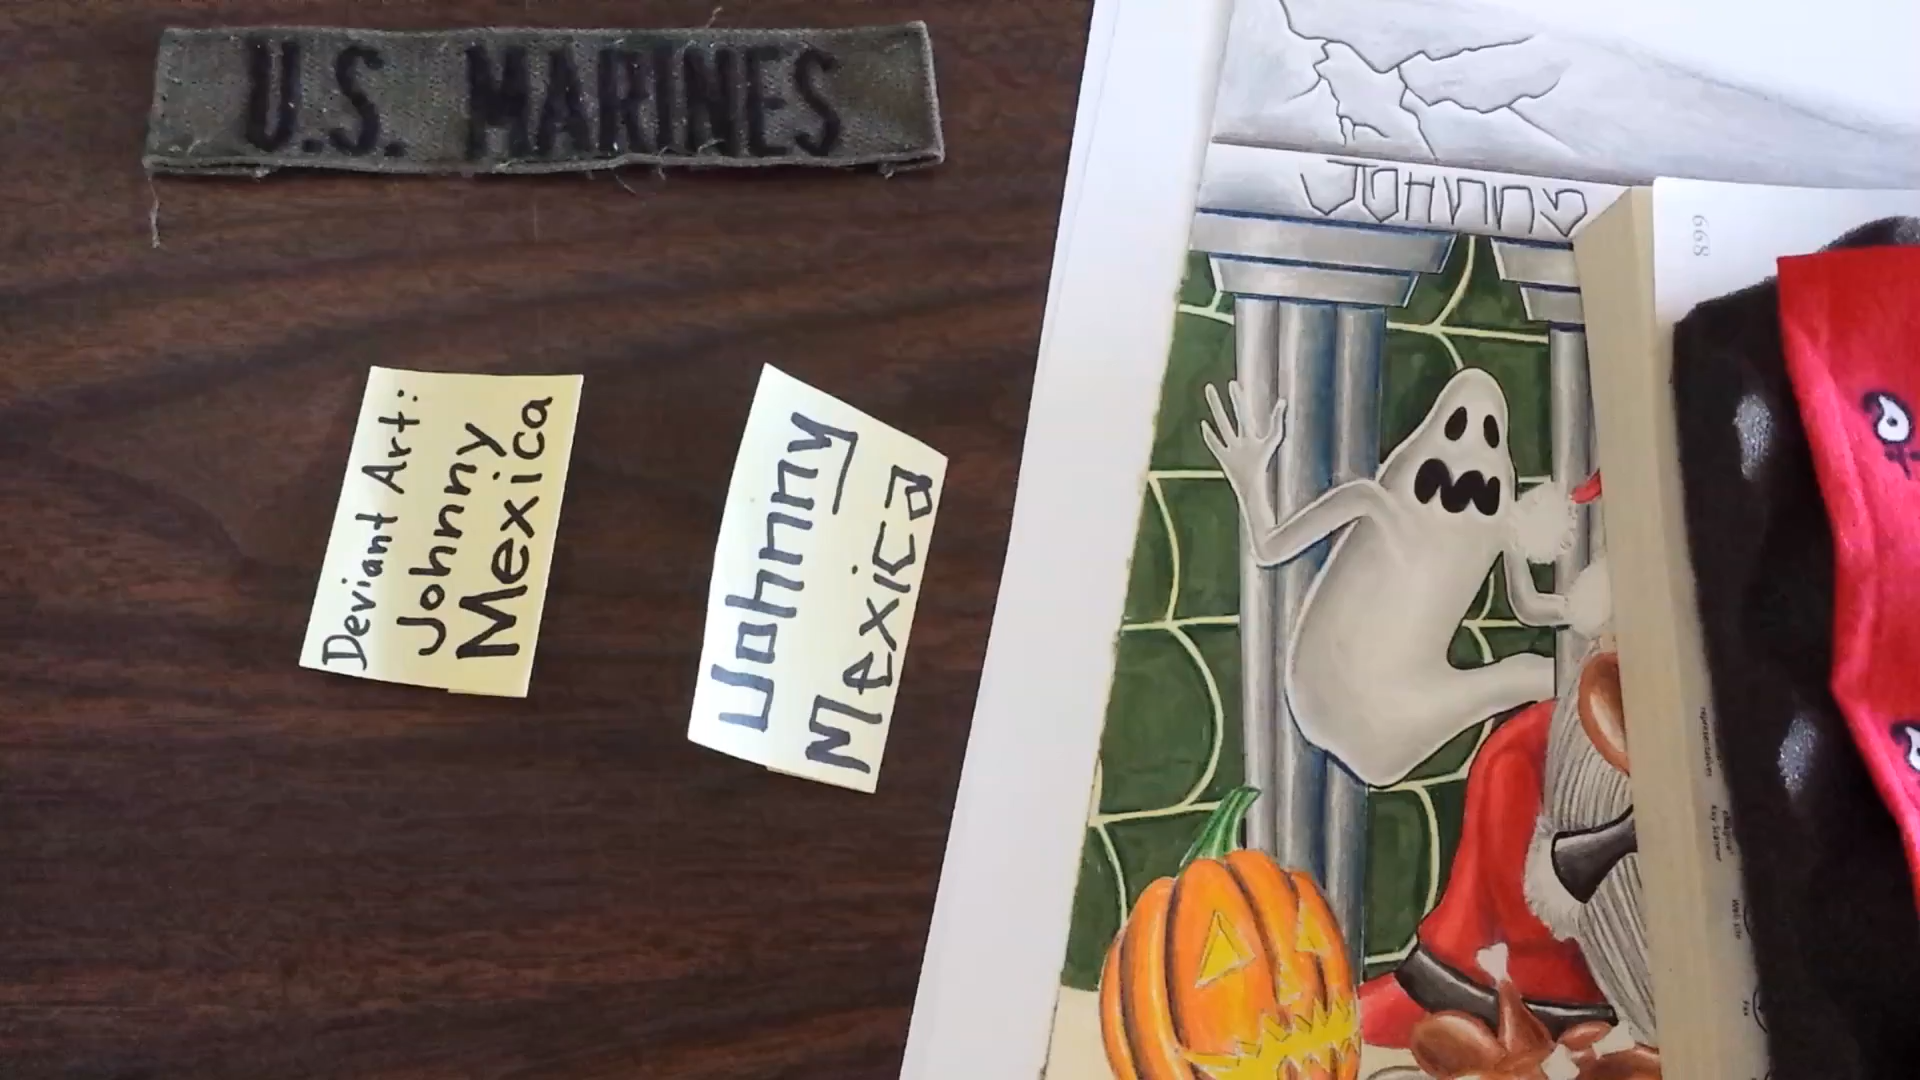 U.S. MARINES
Deviant Art:
Johnny
Mexica
Johnny
Mexica
JOHNNY
668